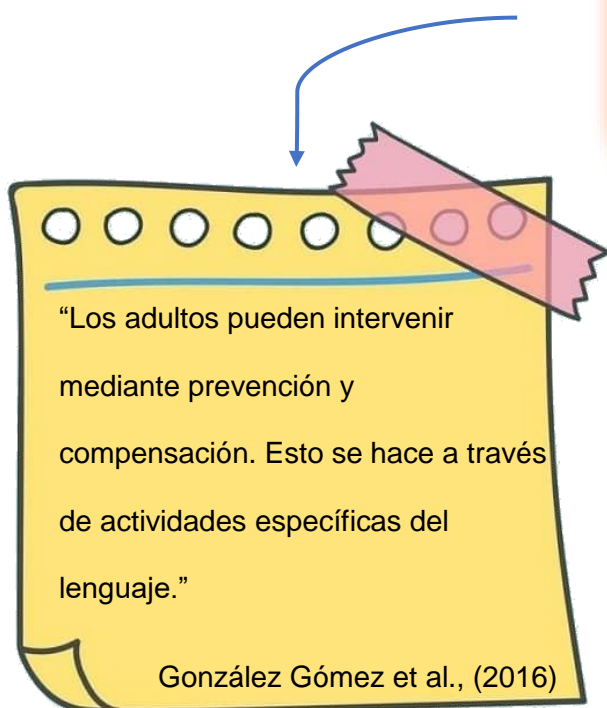 “Los adultos pueden intervenir
mediante prevención y
compensación. Esto se hace a través
de actividades específicas del
lenguaje.”
González Gómez et al., (2016)